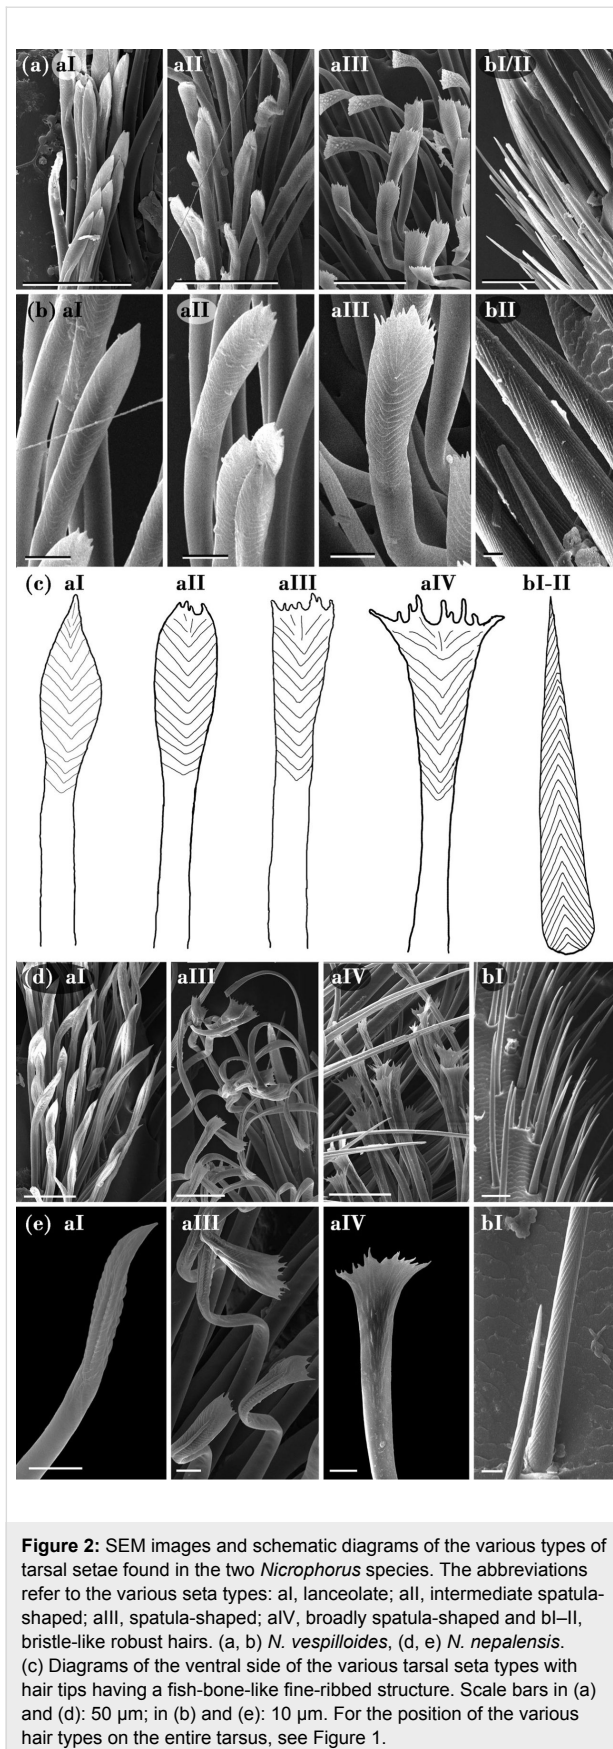 (a) aI aII aIII bI/II
(b) aI aII aIII bII
(c) aI aII aIII aIV bI-II
(d) aI aIII aIV bI
(e) aI aIII aIV bI
Figure 2: SEM images and schematic diagrams of the various types of
tarsal setae found in the two Nicrophorus species. The abbreviations
refer to the various seta types: aI, lanceolate; aII, intermediate spatula-
shaped; aIII, spatula-shaped; aIV, broadly spatula-shaped and bI–II,
bristle-like robust hairs. (a, b) N. vespilloides, (d, e) N. nepalensis.
(c) Diagrams of the ventral side of the various tarsal seta types with
hair tips having a fish-bone-like fine-ribbed structure. Scale bars in (a)
and (d): 50 μm; in (b) and (e): 10 μm. For the position of the various
hair types on the entire tarsus, see Figure 1.